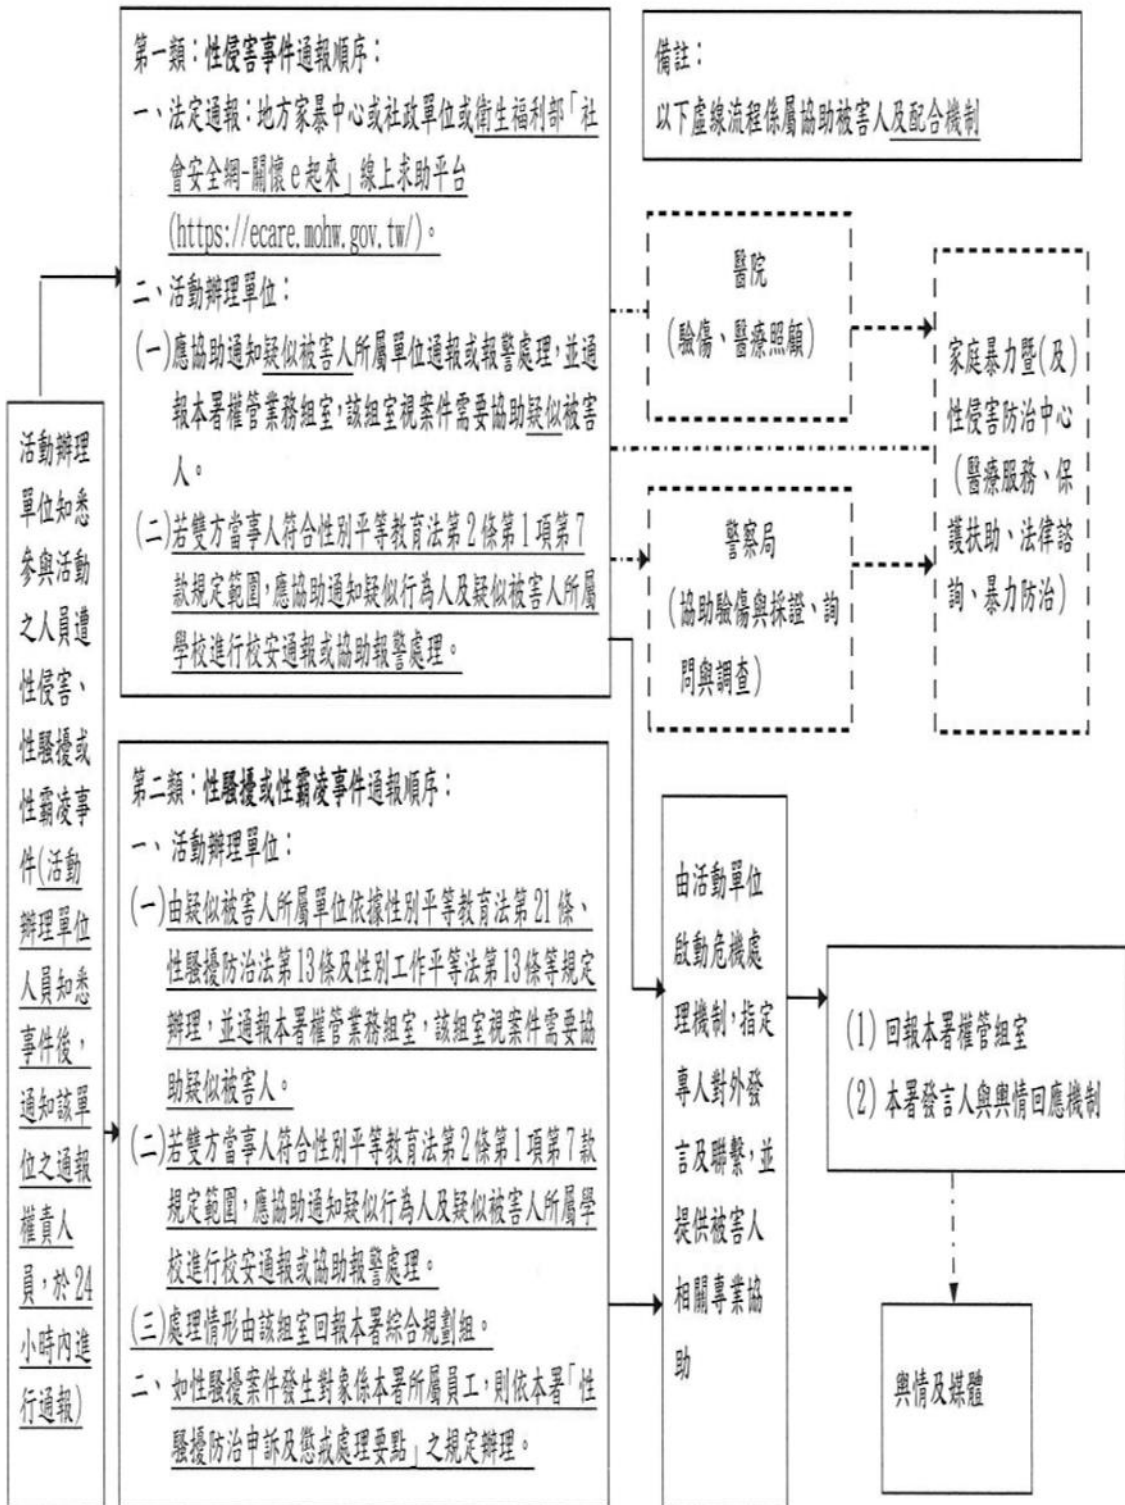 活動辦理
單位知悉
參與活動
之人員遭
性侵害、
性騷擾或
性霸凌事
件(活動
辦理單位
人員知悉
事件後，
通知該單
位之通報
權責人
員，於24
小時內進
行通報)
第一類：性侵害事件通報順序：
一、法定通報：地方家暴中心或社政單位或衛生福利部「社
會安全網-關懷e起來」線上求助平台
(https://ecare.mohw.gov.tw/)。
二、活動辦理單位：
(一)應協助通知疑似被害人所屬單位通報或報警處理，並通
報本署權管業務組室，該組室視案件需要協助疑似被害
人。
(二)若雙方當事人符合性別平等教育法第2條第1項第7
款規定範圍，應協助通知疑似行為人及疑似被害人所屬
學校進行校安通報或協助報警處理。
第二類：性騷擾或性霸凌事件通報順序：
一、活動辦理單位：
(一)由疑似被害人所屬單位依據性別平等教育法第21條、
性騷擾防治法第13條及性別工作平等法第13條等規定
辦理，並通報本署權管業務組室，該組室視案件需要協
助疑似被害人。
(二)若雙方當事人符合性別平等教育法第2條第1項第7款
規定範圍，應協助通知疑似行為人及疑似被害人所屬學
校進行校安通報或協助報警處理。
(三)處理情形由該組室回報本署綜合規劃組。
二、如性騷擾案件發生對象係本署所屬員工，則依本署「性
騷擾防治申訴及懲戒處理要點」之規定辦理。
備註：
以下虛線流程係屬協助被害人及配合機制
醫院
(驗傷、醫療照顧)
警察局
(協助驗傷與採證、詢
問與調查)
家庭暴力暨(及)
性侵害防治中心
(醫療服務、保
護扶助、法律諮
詢、暴力防治)
由活動單位
啟動危機處
理機制，指定
專人對外發
言及聯繫，並
提供被害人
相關專業協
助
(1) 回報本署權管組室
(2) 本署發言人與輿情回應機制
輿情及媒體